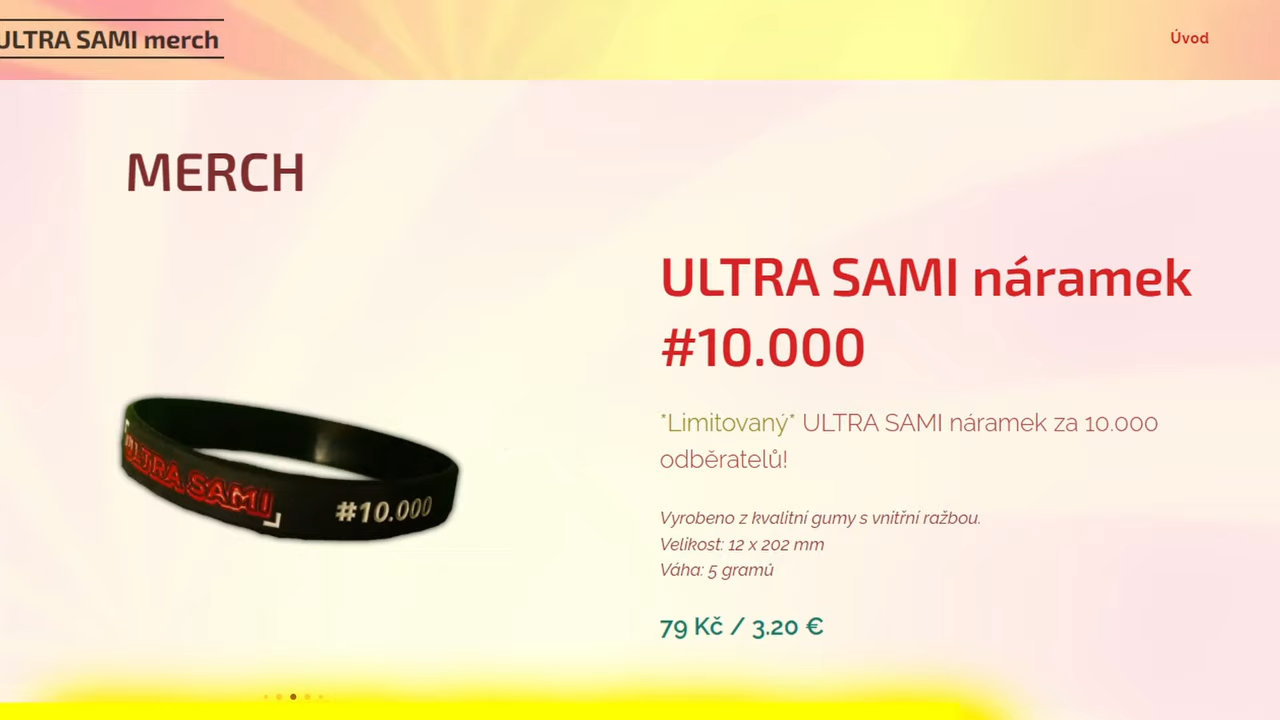 ULTRA SAMI merch
Úvod
MERCH
ULTRA SAMI náramek
#10.000
*Limitovaný* ULTRA SAMI náramek za 10.000
odběratelů!
Vyrobeno z kvalitní gumy s vnitřní ražbou.
Velikost: 12 x 202 mm
Váha: 5 gramů
79 Kč / 3.20 €
ULTRA SAMI
#10.000